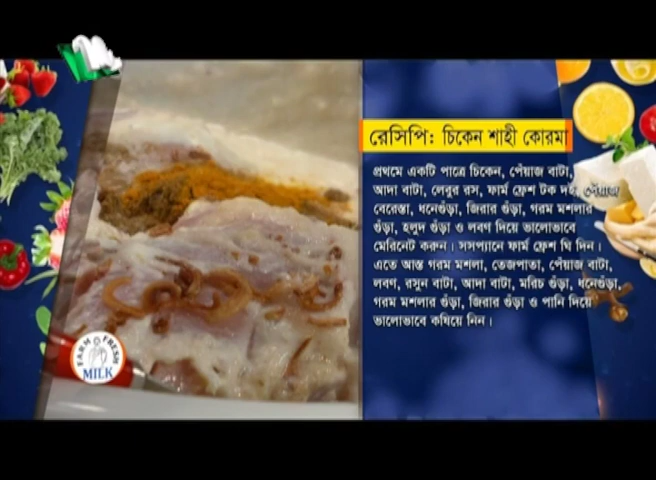 রেসিপি: চিকেন শাহী কোরমা
প্রথমে একটি পাত্রে চিকেন, পেঁয়াজ বাটা,
আদা বাটা, লেবুর রস, ফার্ম ফ্রেশ টক দই, পেঁয়াজ
বেরেস্তা, ধনেগুঁড়া, জিরার গুঁড়া, গরম মশলার
গুঁড়া, হলুদ গুঁড়া ও লবণ দিয়ে ভালোভাবে
মেরিনেট করুন। সসপ্যানে ফার্ম ফ্রেশ ঘি দিন।
এতে আস্ত গরম মশলা, তেজপাতা, পেঁয়াজ বাটা,
লবণ, রসুন বাটা, আদা বাটা, মরিচ গুঁড়া, ধনেগুঁড়া,
গরম মশলার গুঁড়া, জিরার গুঁড়া ও পানি দিয়ে
ভালোভাবে কষিয়ে নিন।
FARM FRESH
MILK